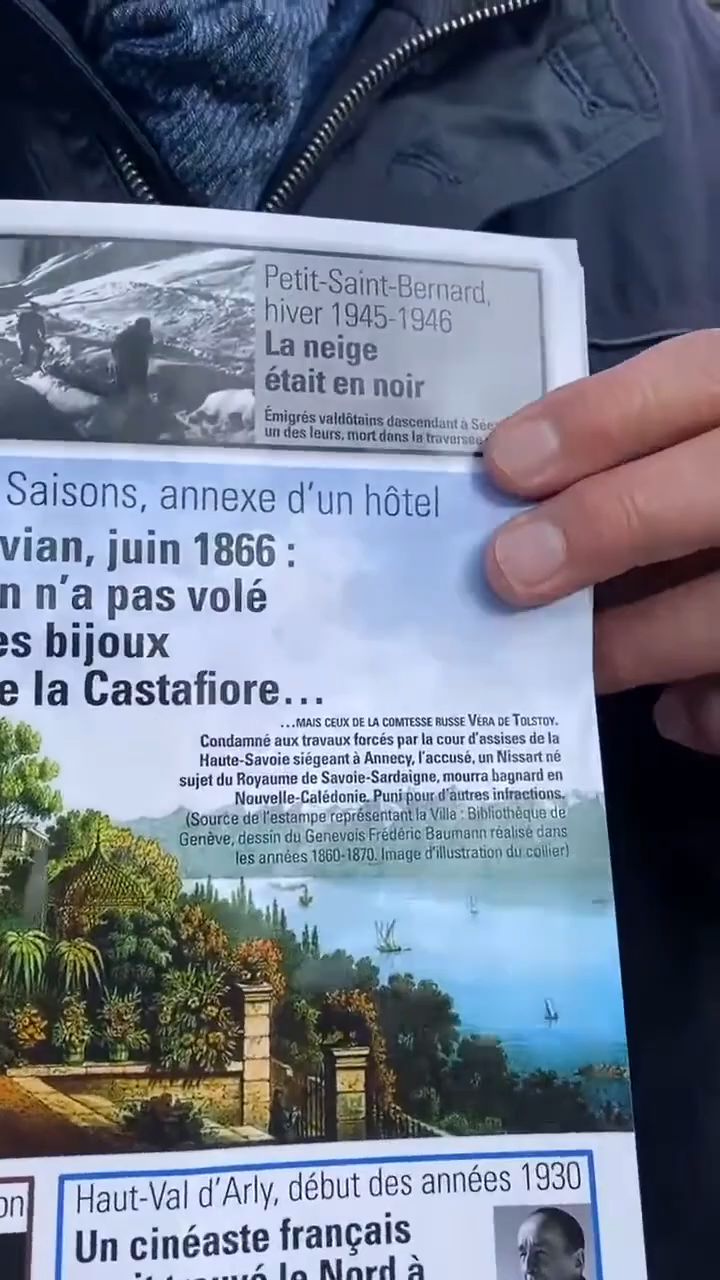 Petit-Saint-Bernard,
hiver 1945-1946
La neige
était en noir
Émigrés valdôtains dascendant à
un des leurs, mort dans la traversée
Saisons, annexe d'un hôtel
vian, juin 1866 :
n n'a pas volé
es bijoux
e la Castafiore...
...MAIS CEUX DE LA COMTESSE RUSSE VÉRA DE TOLSTOY.
Condamné aux travaux forcés par la cour d'assises de la
Haute-Savoie siégeant à Annecy, l'accusé, un Nissart né
sujet du Royaume de Savoie-Sardaigne, mourra bagnard en
Nouvelle-Calédonie. Puni pour d'autres infractions.
(Source de l'estampe représentant la Ville : Bibliothèque de
Genève, dessin du Genevois Frédéric Baumann réalisé dans
les années 1860-1870. Image d'illustration du collier)
on
Haut-Val d'Arly, début des années 1930
Un cinéaste français
le Nord à